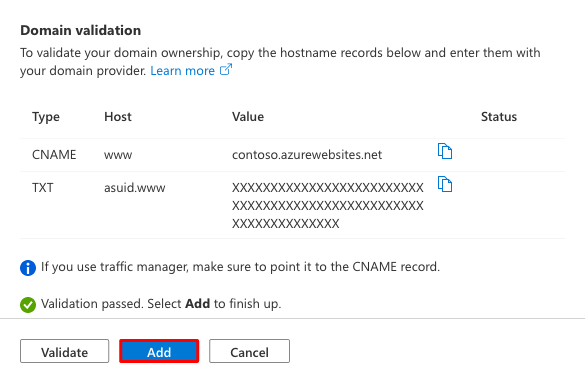 Domain validation
To validate your domain ownership, copy the hostname records below and enter them with
your domain provider. Learn more
Type Host Value Status
CNAME www contoso.azurewebsites.net
TXT asuid.www XXXXXXXXXXXXXXXXXXXXXXXXX
XXXXXXXXXXXXXXXXXXXXXXXXX
XXXXXXXXXXXXXX
If you use traffic manager, make sure to point it to the CNAME record.
Validation passed. Select Add to finish up.
Validate Add Cancel